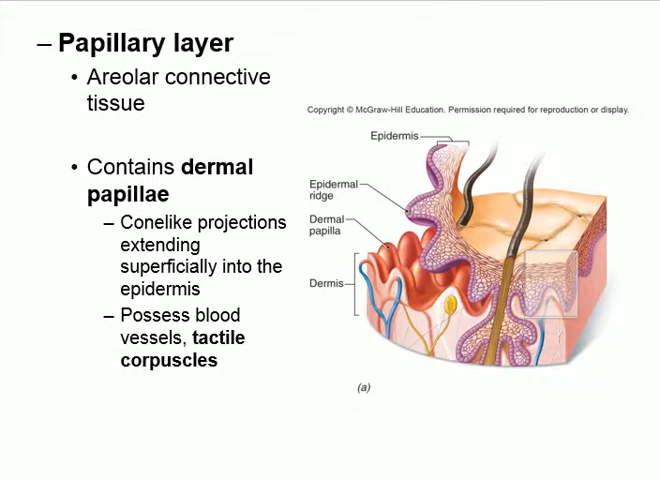 – Papillary layer
• Areolar connective
tissue
• Contains dermal
papillae
– Conelike projections
extending
superficially into the
epidermis
– Possess blood
vessels, tactile
corpuscles
Copyright © McGraw-Hill Education. Permission required for reproduction or display.
Epidermis
Epidermal
ridge
Dermal
papilla
Dermis
(a)